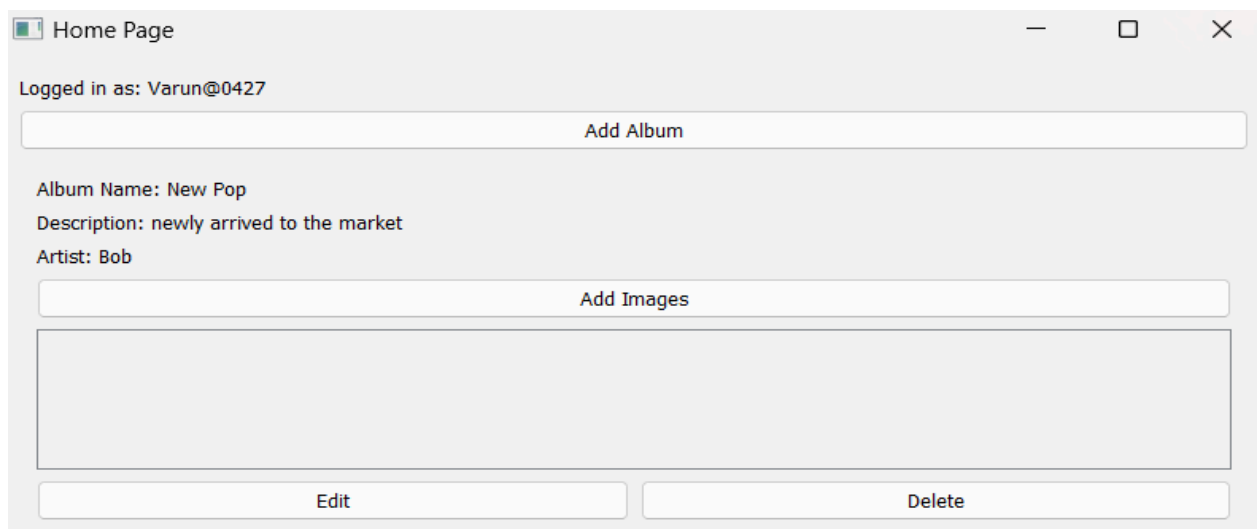 Home Page
Logged in as: Varun@0427
Add Album
Album Name: New Pop
Description: newly arrived to the market
Artist: Bob
Add Images
Edit Delete